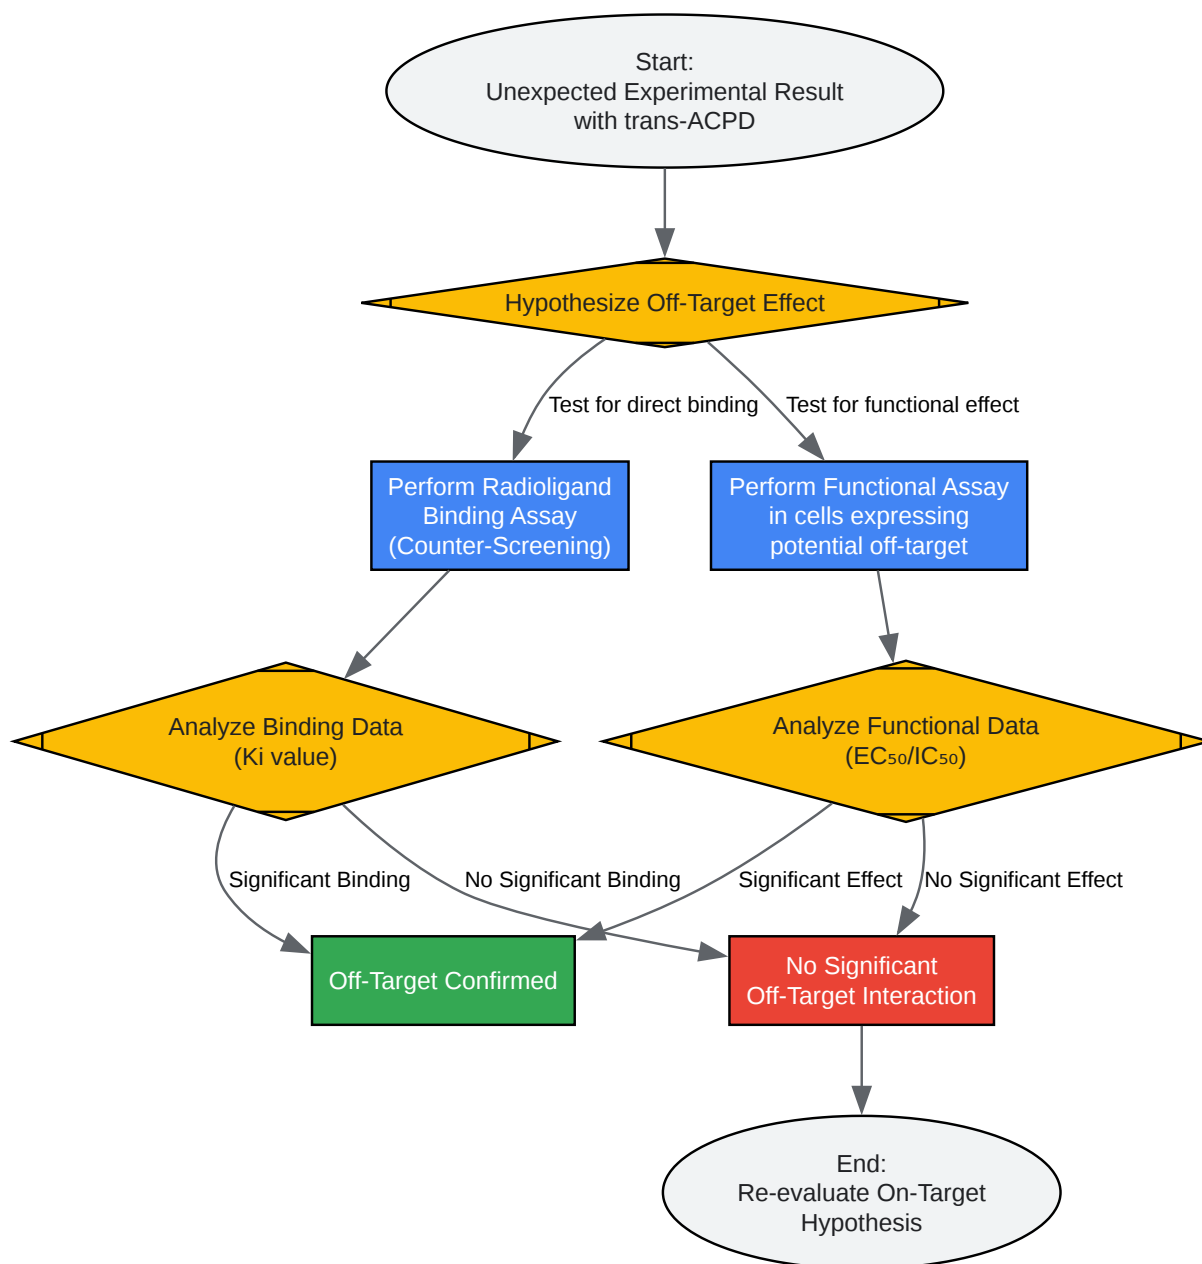 Start:
Unexpected Experimental Result
with trans-ACPD
Hypothesize Off-Target Effect
Test for direct binding
Test for functional effect
Perform Radioligand
Binding Assay
(Counter-Screening)
Perform Functional Assay
in cells expressing
potential off-target
Analyze Binding Data
(Ki value)
Analyze Functional Data
(EC₅₀/IC₅₀)
Significant Binding
No Significant Binding
Significant Effect
No Significant Effect
Off-Target Confirmed
No Significant
Off-Target Interaction
End:
Re-evaluate On-Target
Hypothesis